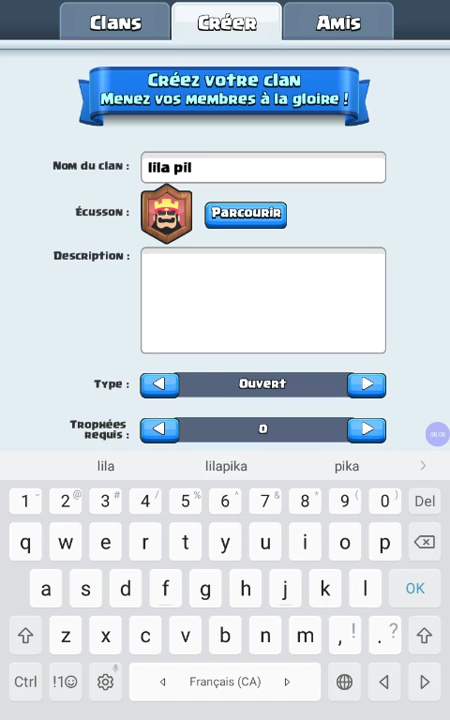 Clans Créer Amis
Créez votre clan
Menez vos membres à la gloire !
Nom du clan : lila pil
Écusson : Parcourir
Description :
Type : Ouvert
Trophées
requis : 0
lila lilapika pika
1 - 2 @ 3 # 4 / 5 % 6 ^ 7 & 8 * 9 ( 0 ) Del
q w e r t y u i o p
a s d f g h j k l OK
z x c v b n m , ! . ?
Ctrl !1☺ Français (CA)